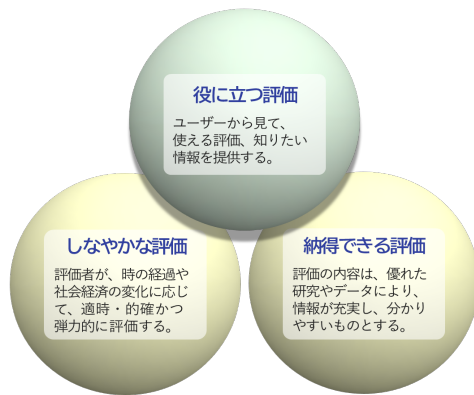 役に立つ評価
ユーザーから見て、
使える評価、知りたい
情報を提供する。
しなやかな評価
評価者が、時の経過や
社会経済の変化に応じ
て、適時・的確かつ
弾力的に評価する。
納得できる評価
評価の内容は、優れた
研究やデータにより、
情報が充実し、分かり
やすいものとする。